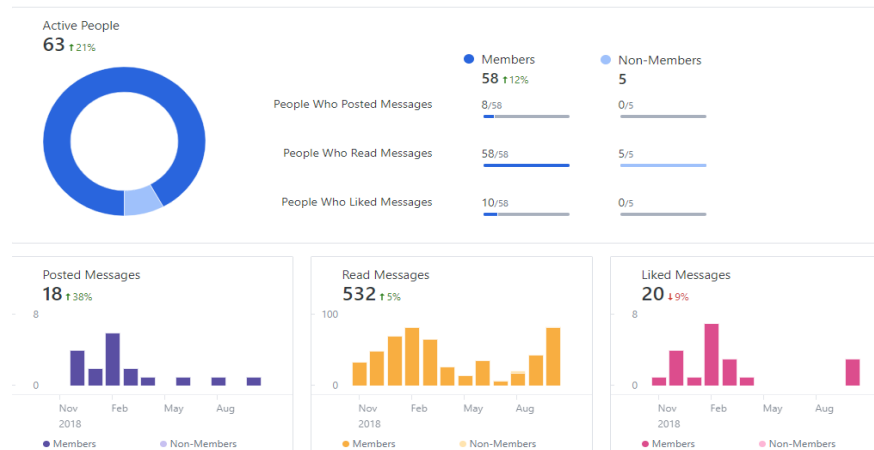 Active People
63 ↑21%
Members
58 ↑12%
Non-Members
5
People Who Posted Messages 8/58 0/5
People Who Read Messages 58/58 5/5
People Who Liked Messages 10/58 0/5
Posted Messages
18 ↑38%
8
0
Nov Feb May Aug
2018
Members Non-Members
Read Messages
532 ↑5%
100
0
Nov Feb May Aug
2018
Members Non-Members
Liked Messages
20 ↓9%
8
0
Nov Feb May Aug
2018
Members Non-Members